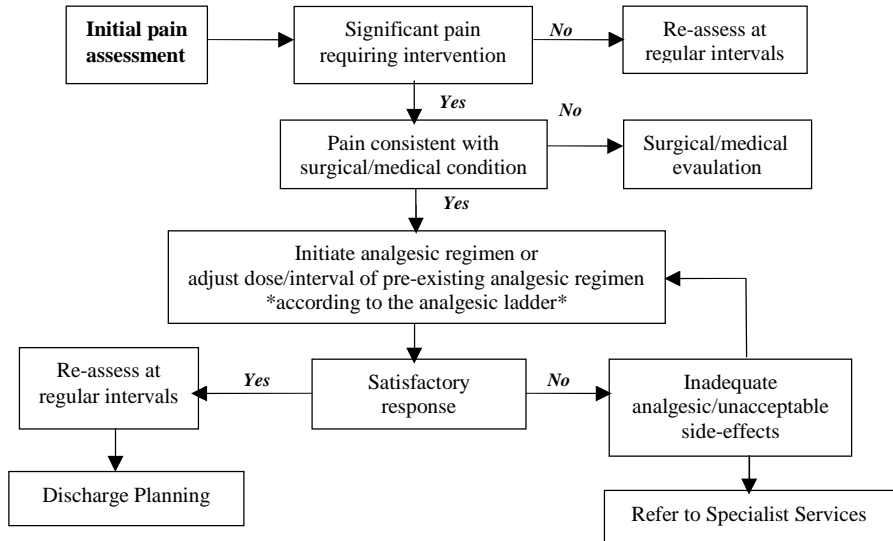 Initial pain
assessment
Significant pain
requiring intervention
No
Re-assess at
regular intervals
Yes
Pain consistent with
surgical/medical condition
No
Surgical/medical
evaulation
Yes
Initiate analgesic regimen or
adjust dose/interval of pre-existing analgesic regimen
*according to the analgesic ladder*
Re-assess at
regular intervals
Yes
Satisfactory
response
No
Inadequate
analgesic/unacceptable
side-effects
Discharge Planning
Refer to Specialist Services